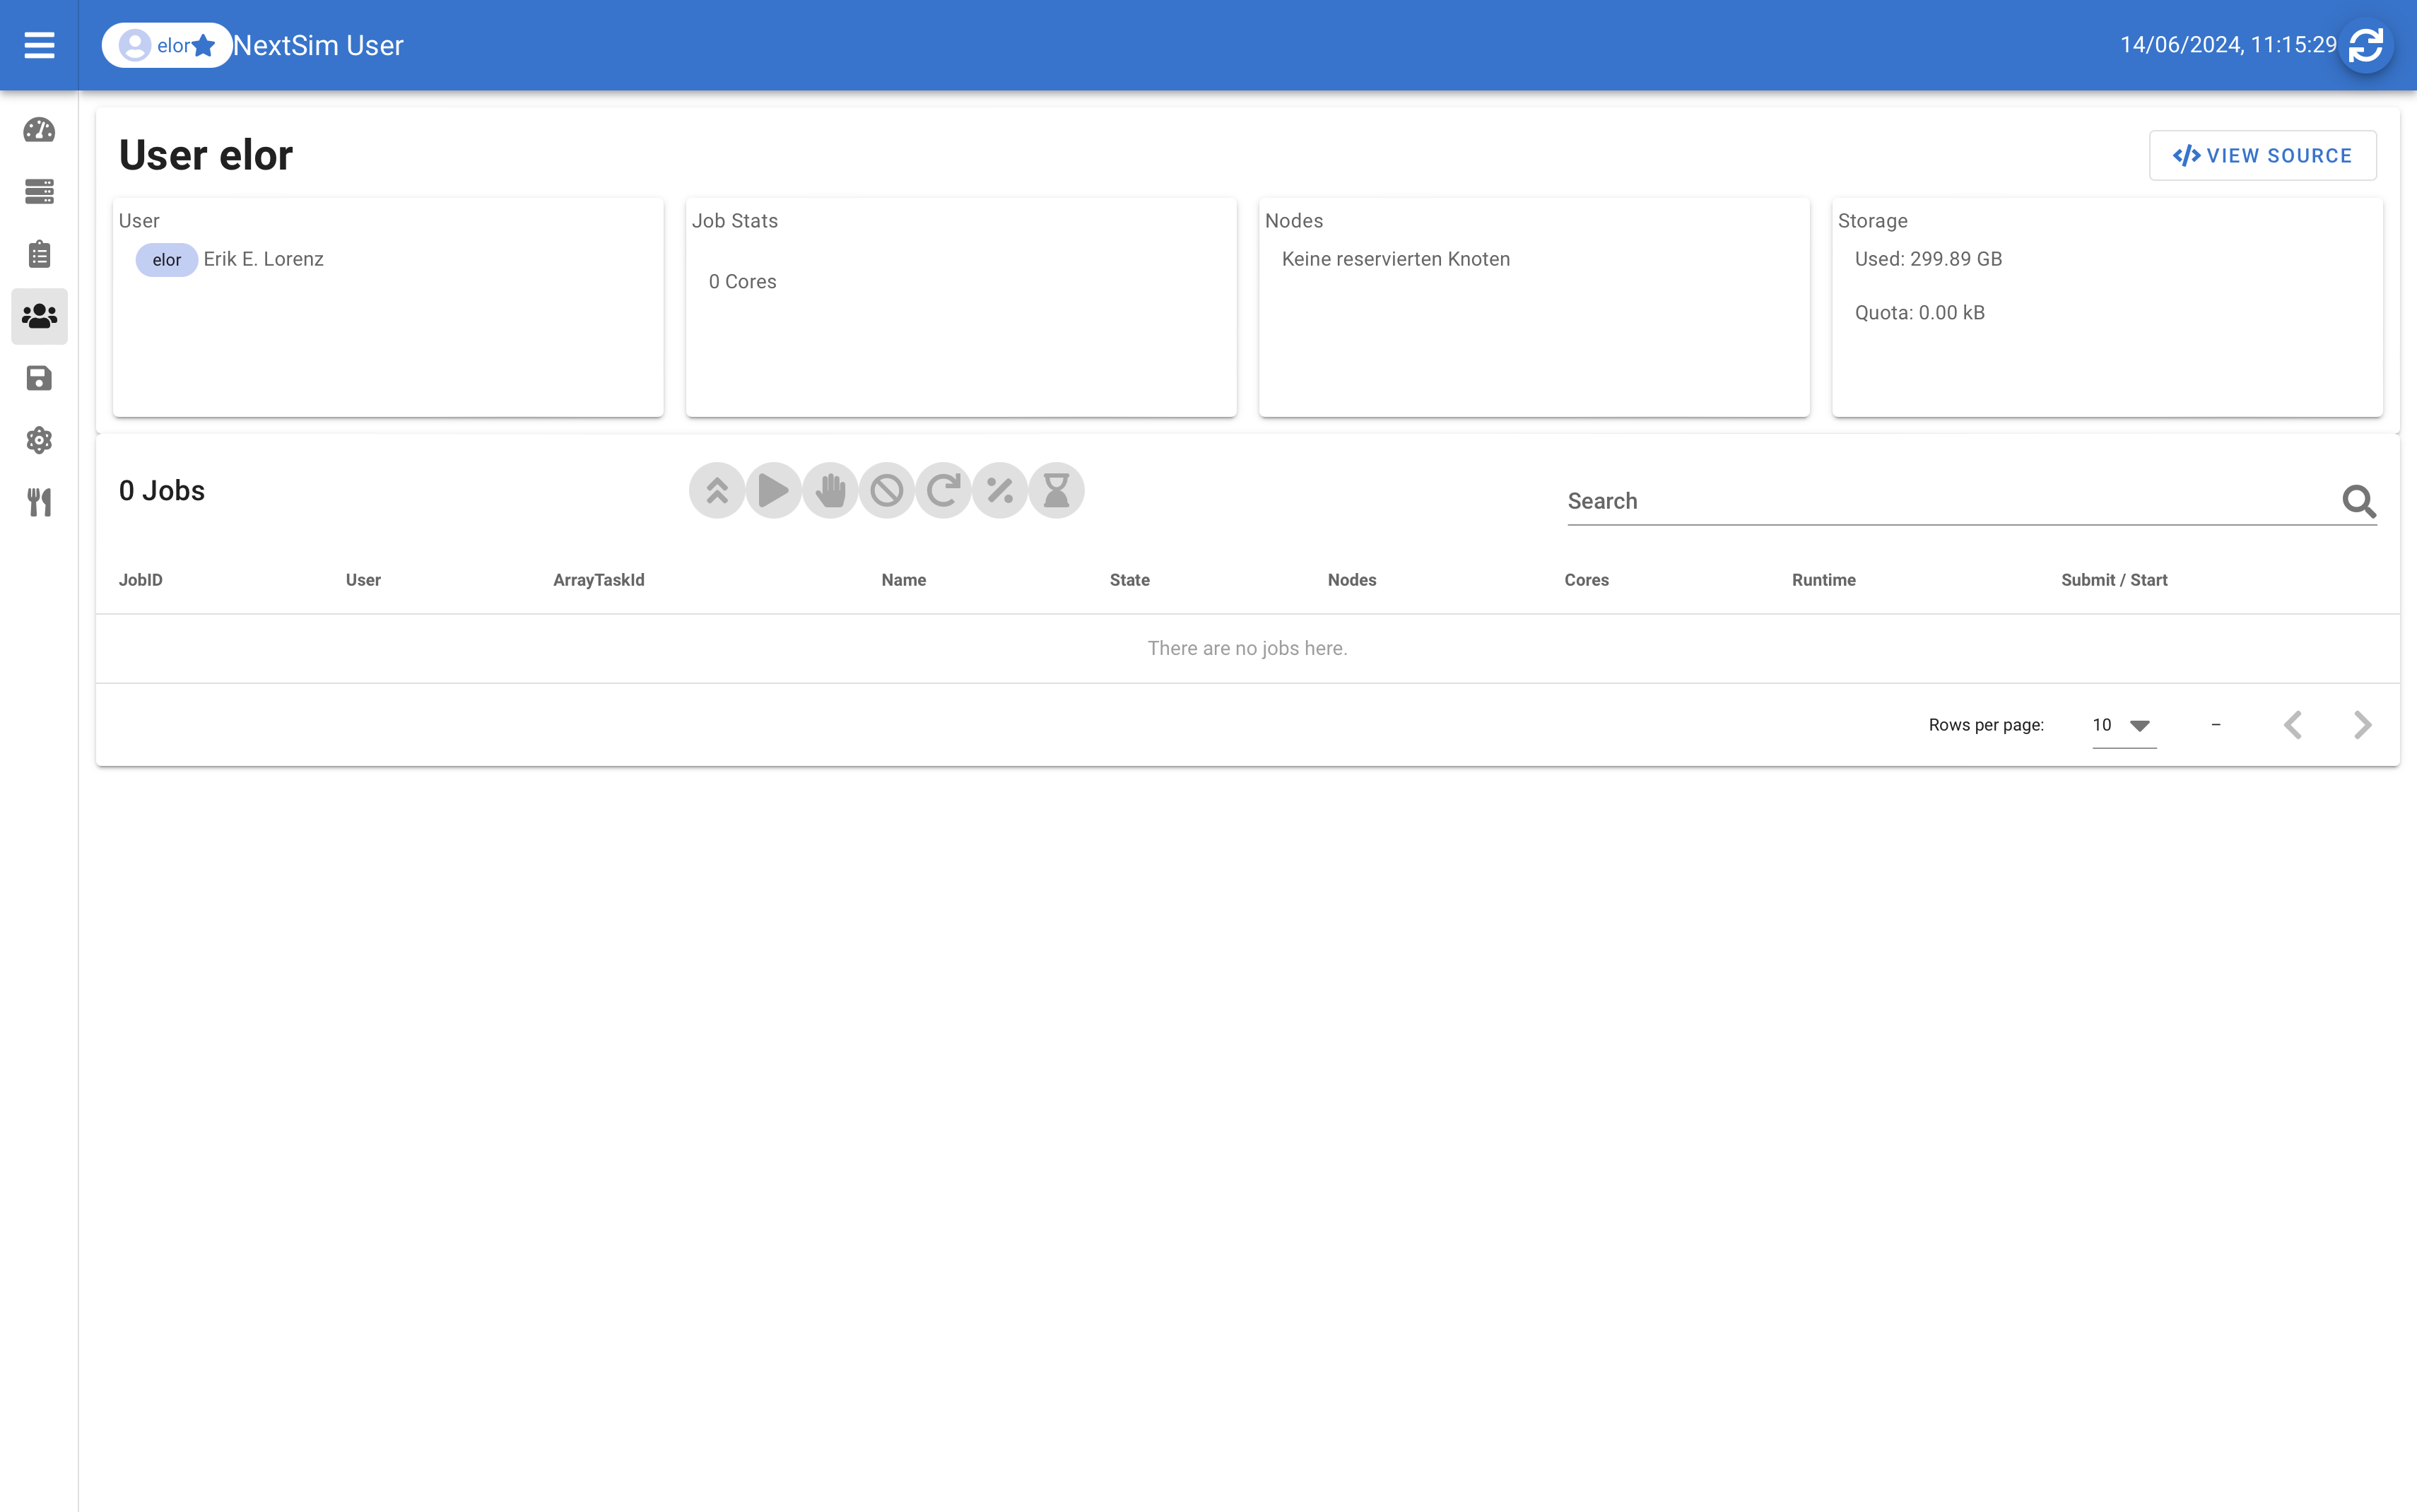 elor NextSim User 14/06/2024, 11:15:29
User elor
VIEW SOURCE
User
elor Erik E. Lorenz
Job Stats
0 Cores
Nodes
Keine reservierten Knoten
Storage
Used: 299.89 GB
Quota: 0.00 kB
0 Jobs
Search
JobID User ArrayTaskId Name State Nodes Cores Runtime Submit / Start
There are no jobs here.
Rows per page: 10 –